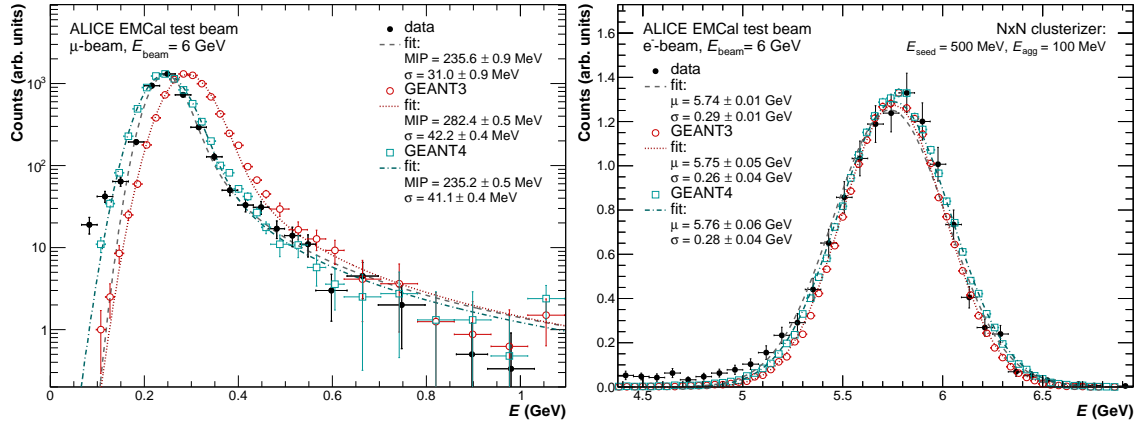 ALICE EMCal test beam
μ-beam, E_beam = 6 GeV
data
fit:
MIP = 235.6 ± 0.9 MeV
σ = 31.0 ± 0.9 MeV
GEANT3
fit:
MIP = 282.4 ± 0.5 MeV
σ = 42.2 ± 0.4 MeV
GEANT4
fit:
MIP = 235.2 ± 0.5 MeV
σ = 41.1 ± 0.4 MeV
Counts (arb. units)
10³
10²
10
1
0 0.2 0.4 0.6 0.8 1
E (GeV)
ALICE EMCal test beam
e⁻-beam, E_beam = 6 GeV
NxN clusterizer:
E_seed = 500 MeV, E_agg = 100 MeV
data
fit:
μ = 5.74 ± 0.01 GeV
σ = 0.29 ± 0.01 GeV
GEANT3
fit:
μ = 5.75 ± 0.05 GeV
σ = 0.26 ± 0.04 GeV
GEANT4
fit:
μ = 5.76 ± 0.06 GeV
σ = 0.28 ± 0.04 GeV
Counts (arb. units)
1.6
1.4
1.2
1.0
0.8
0.6
0.4
0.2
0.0
4.5 5 5.5 6 6.5
E (GeV)